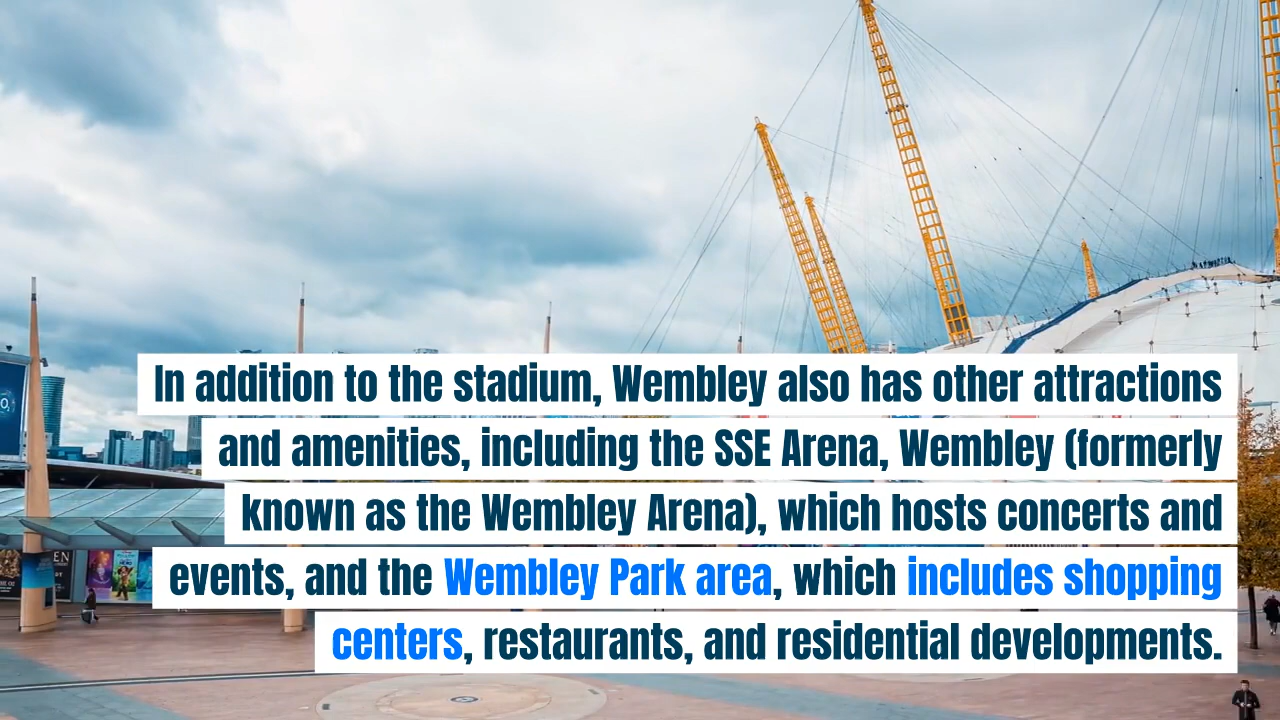 In addition to the stadium, Wembley also has other attractions
and amenities, including the SSE Arena, Wembley (formerly
known as the Wembley Arena), which hosts concerts and
events, and the Wembley Park area, which includes shopping
centers, restaurants, and residential developments.